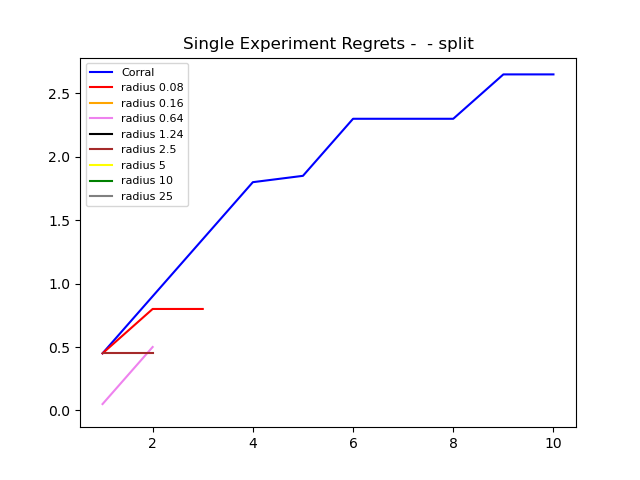 Single Experiment Regrets -  - split
Corral
radius 0.08
radius 0.16
radius 0.64
radius 1.24
radius 2.5
radius 5
radius 10
radius 25
2.5
2.0
1.5
1.0
0.5
0.0
2 4 6 8 10